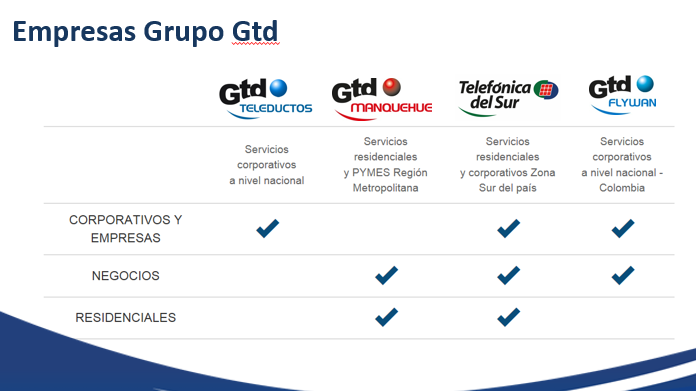 Empresas Grupo Gtd
Gtd TELEDUCTOS
Gtd MANQUEHUE
Telefónica del Sur
Gtd FLYWAN
Servicios
corporativos
a nivel nacional
Servicios
residenciales
y PYMES Región
Metropolitana
Servicios
residenciales
y corporativos Zona
Sur del país
Servicios
corporativos
a nivel nacional -
Colombia
CORPORATIVOS Y
EMPRESAS
NEGOCIOS
RESIDENCIALES